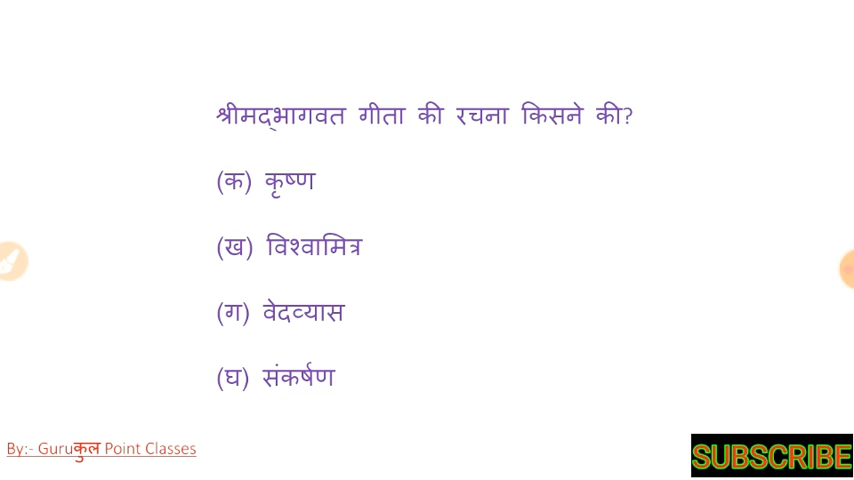 श्रीमद्भागवत गीता की रचना किसने की?
(क) कृष्ण
(ख) विश्वामित्र
(ग) वेदव्यास
(घ) संकर्षण
By:- Guruकुल Point Classes
SUBSCRIBE